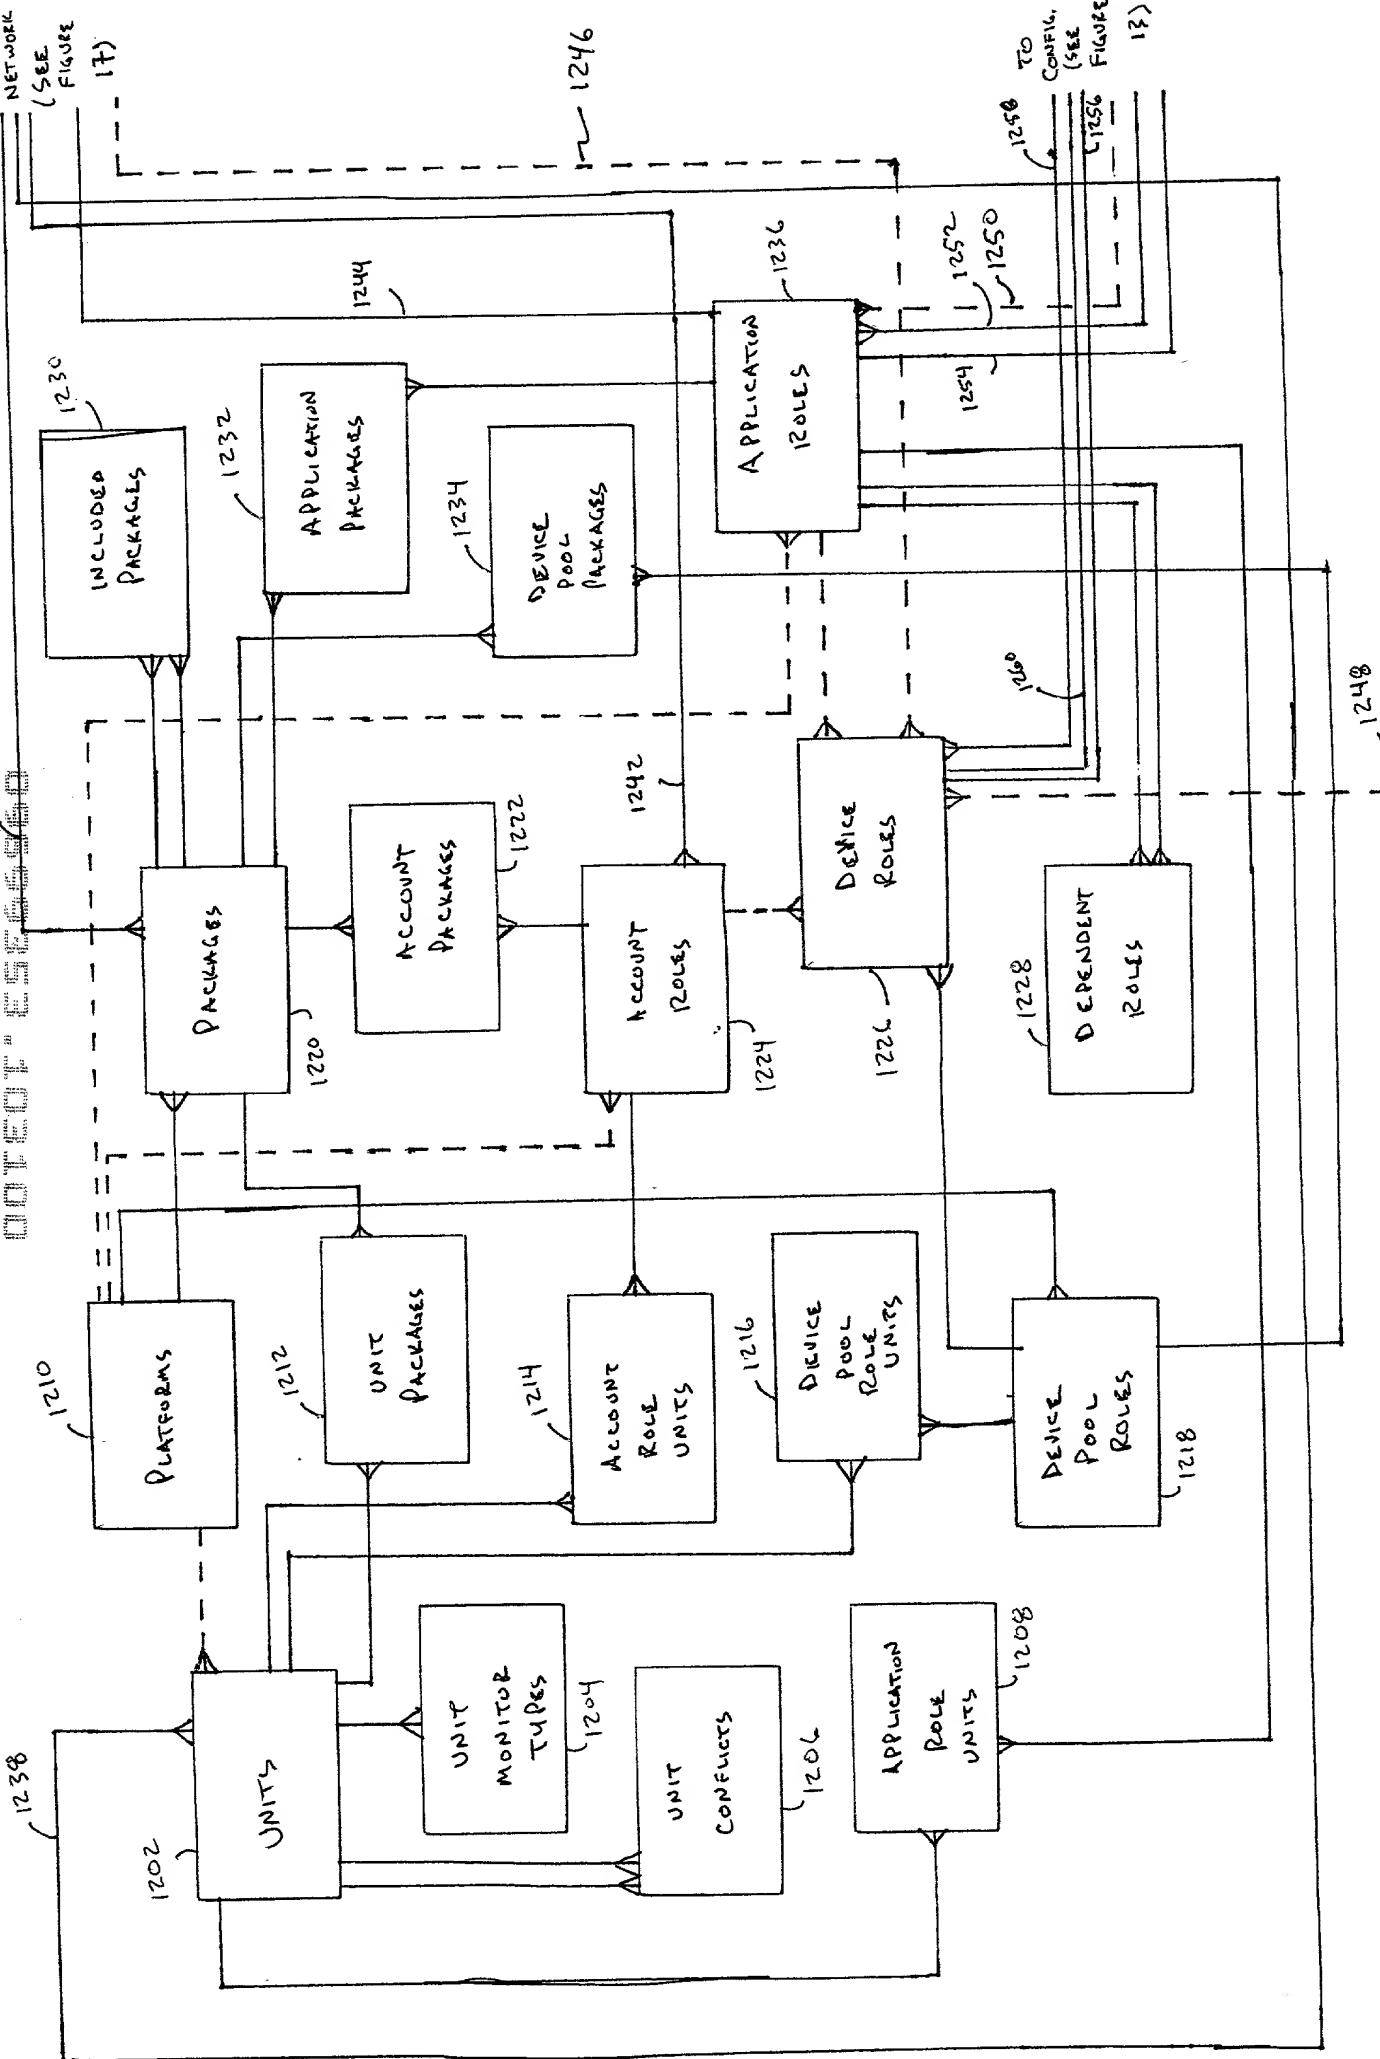 NETWORK
(SEE
FIGURE
17)
1246
TO
CONFIG.
(SEE
FIGURE
13)
1258
1256
1252
1250
1254
1244
1230
INCLUDED
PACKAGES
1232
APPLICATION
PACKAGES
1234
DEVICE
POOL
PACKAGES
1236
APPLICATION
ROLES
1260
1248
1242
PACKAGES
1220
ACCOUNT
PACKAGES
1222
ACCOUNT
ROLES
1224
DEVICE
ROLES
1226
DEPENDENT
ROLES
1228
1210
PLATFORMS
1212
UNIT
PACKAGES
1214
ACCOUNT
ROLE
UNITS
1216
DEVICE
POOL
ROLE
UNITS
DEVICE
POOL
ROLES
1218
1238
1202
UNITS
UNIT
MONITOR
TYPES
1204
UNIT
CONFLICTS
1206
APPLICATION
ROLE
UNITS
1208